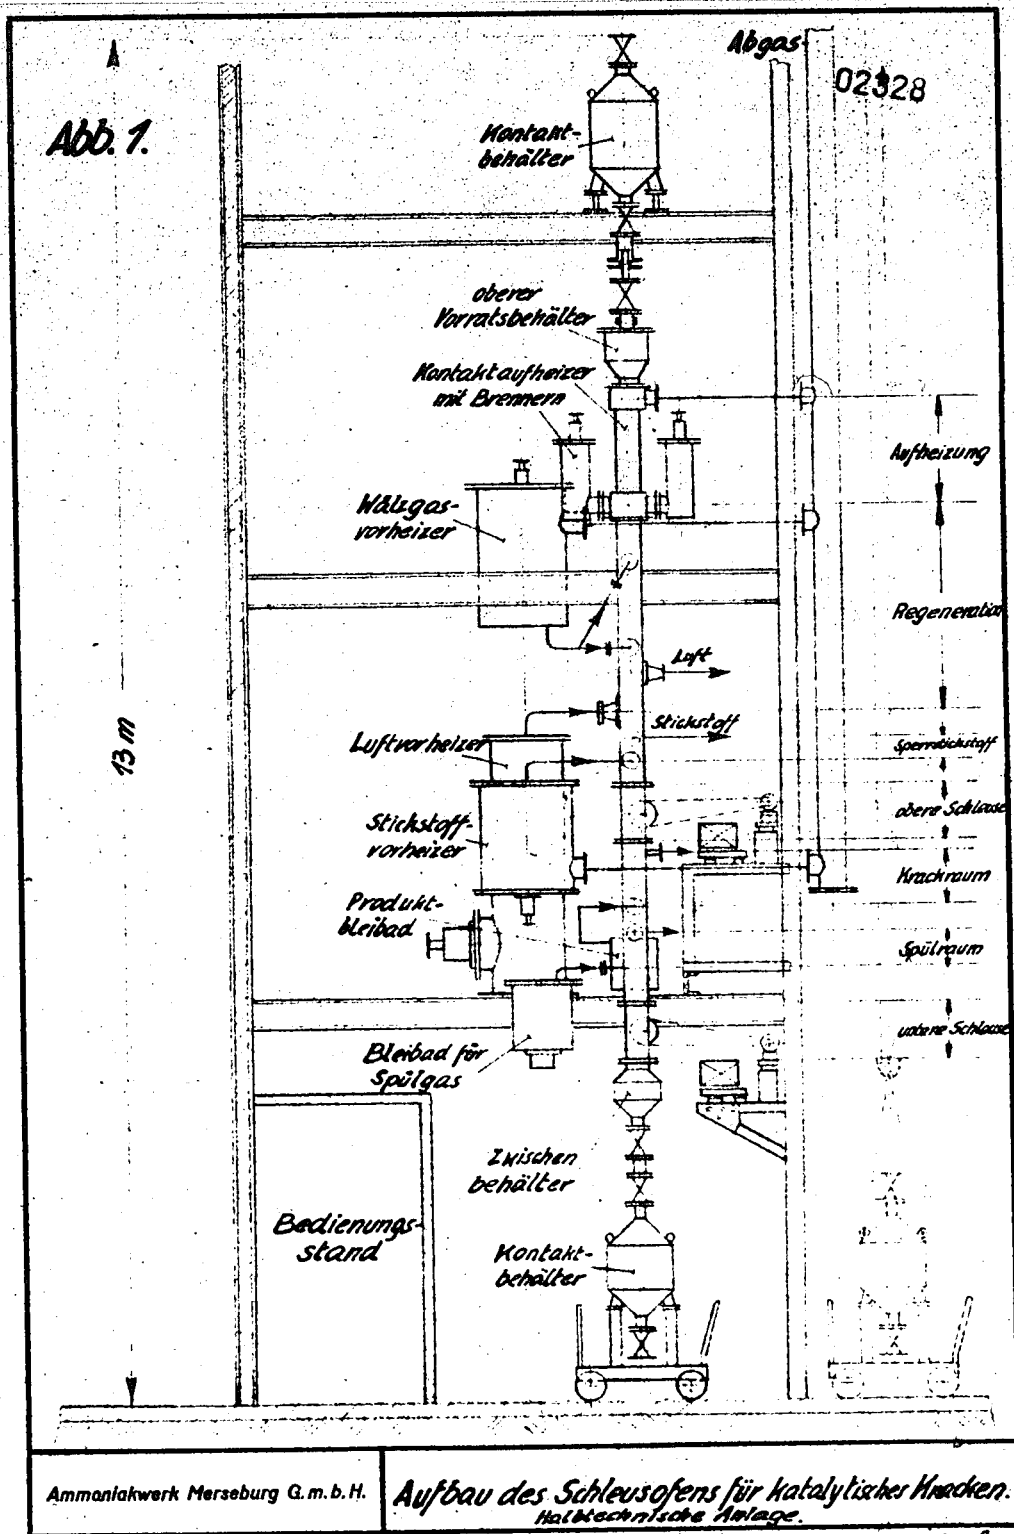 Abgas
02328
Abb. 1.
Kontakt-
behälter
oberer
Vorratsbehälter
Kontaktaufheizer
mit Brennern
Aufheizung
Wälzgas-
vorheizer
Regeneration
Luft
Stickstoff
13 m
Luftvorheizer
Sperrstickstoff
obere Schleuse
Stickstoff-
vorheizer
Krackraum
Produkt-
bleibad
Spülraum
untere Schleuse
Bleibad für
Spülgas
Zwischen
behälter
Bedienungs-
stand
Kontakt-
behälter
Ammoniakwerk Merseburg G.m.b.H.
Aufbau des Schleusofens für katalytisches Kracken.
Halbtechnische Anlage.